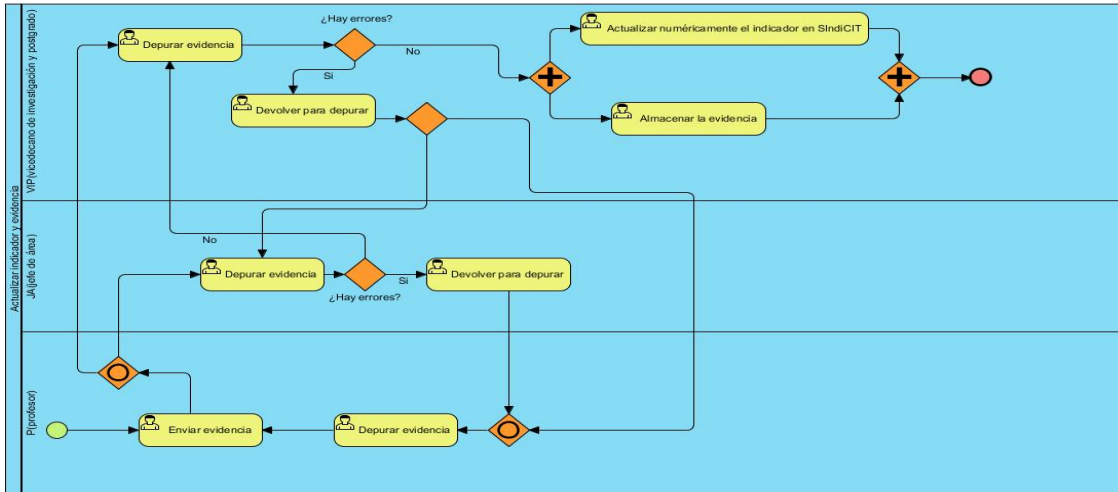 Actualizar indicador y evidencia
VIP(vicedecano de investigación y postgrado)
¿Hay errores?
Depurar evidencia
No
Actualizar numéricamente el indicador en SIndiCIT
Si
Devolver para depurar
Almacenar la evidencia
JA(jefe de área)
No
Depurar evidencia
Si
Devolver para depurar
¿Hay errores?
P(profesor)
Enviar evidencia
Depurar evidencia